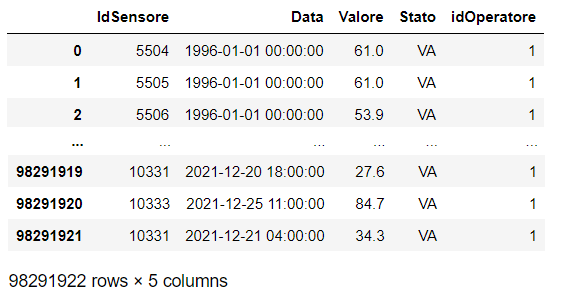 IdSensore Data Valore Stato idOperatore
0 5504 1996-01-01 00:00:00 61.0 VA 1
1 5505 1996-01-01 00:00:00 61.0 VA 1
2 5506 1996-01-01 00:00:00 53.9 VA 1
... ... ... ... ... ...
98291919 10331 2021-12-20 18:00:00 27.6 VA 1
98291920 10333 2021-12-25 11:00:00 84.7 VA 1
98291921 10331 2021-12-21 04:00:00 34.3 VA 1
98291922 rows × 5 columns